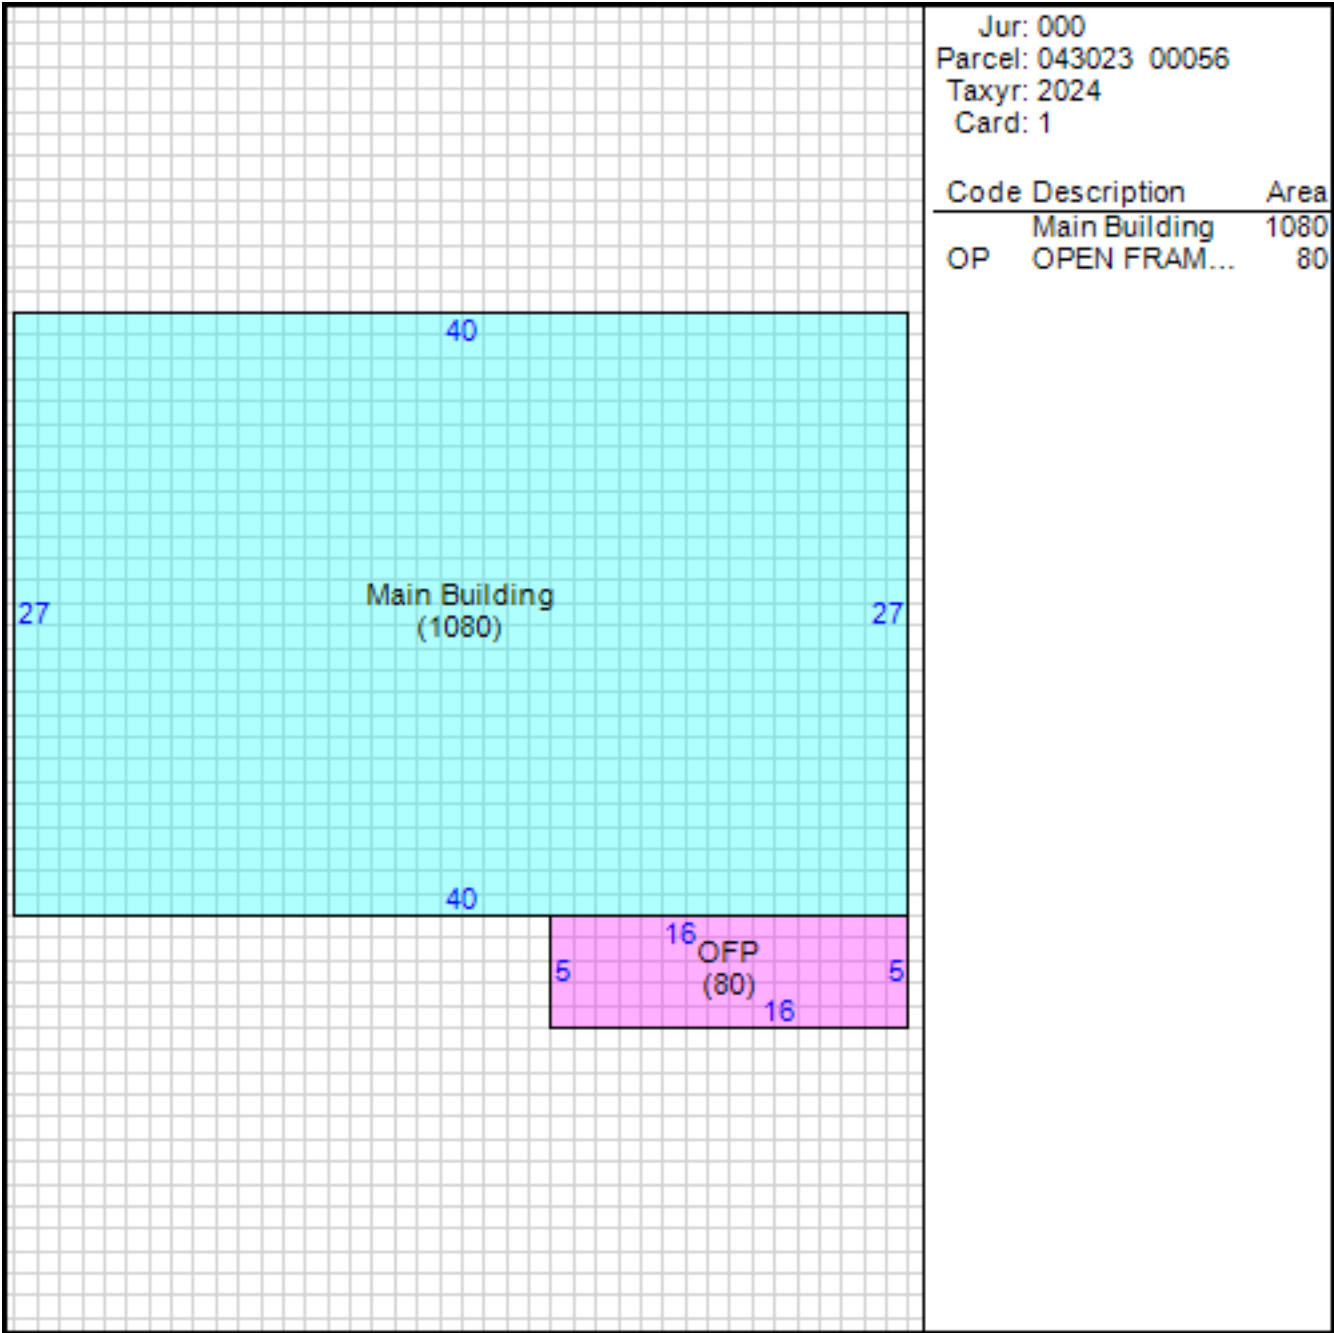 Jur: 000
Parcel: 043023 00056
Taxyr: 2024
Card: 1
Code Description Area
Main Building 1080
OP OPEN FRAM... 80
40
27
Main Building
(1080)
27
40
16
OFP
5
(80)
5
16